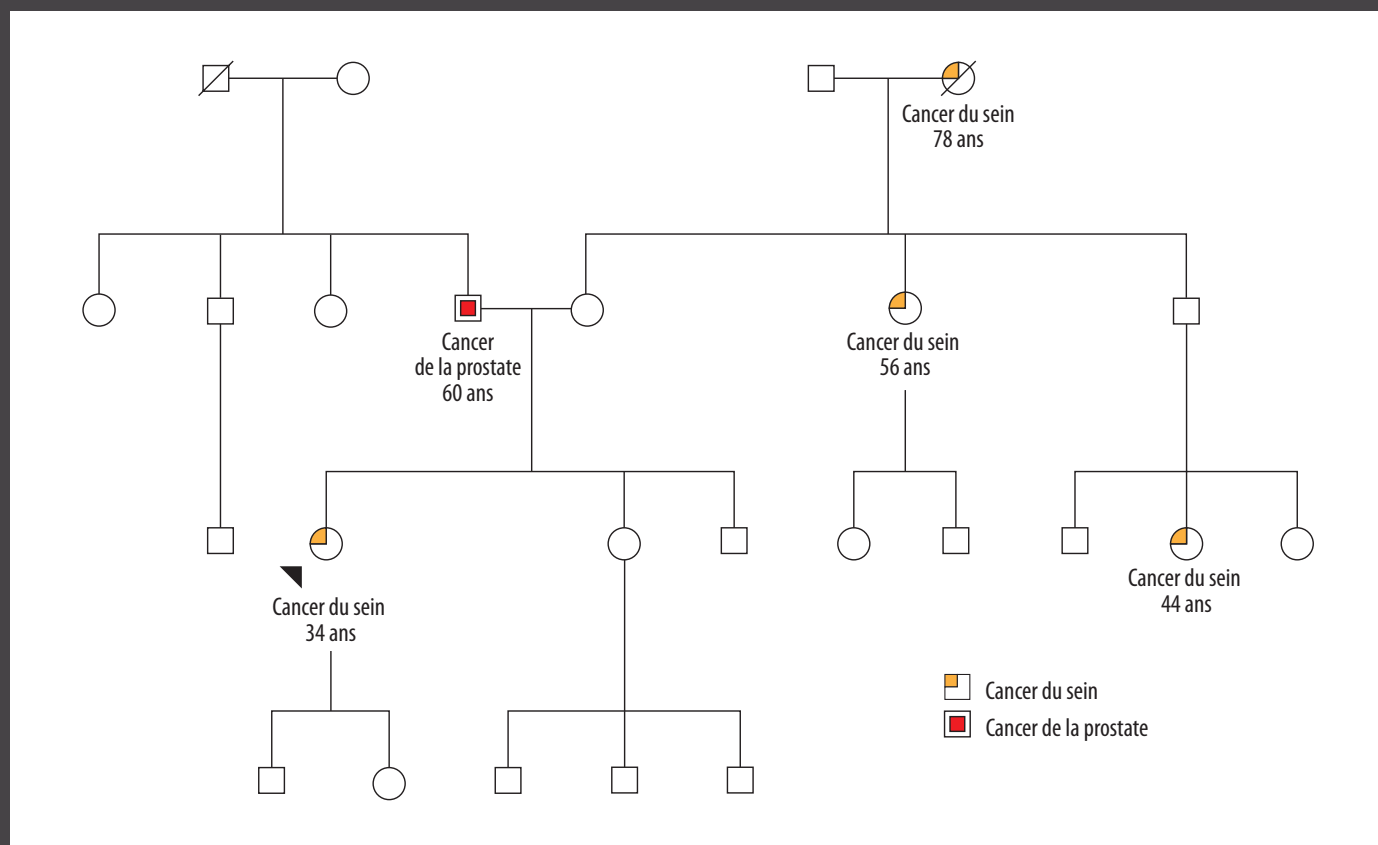 Cancer du sein
78 ans
Cancer
de la prostate
60 ans
Cancer du sein
56 ans
Cancer du sein
34 ans
Cancer du sein
44 ans
Cancer du sein
Cancer de la prostate